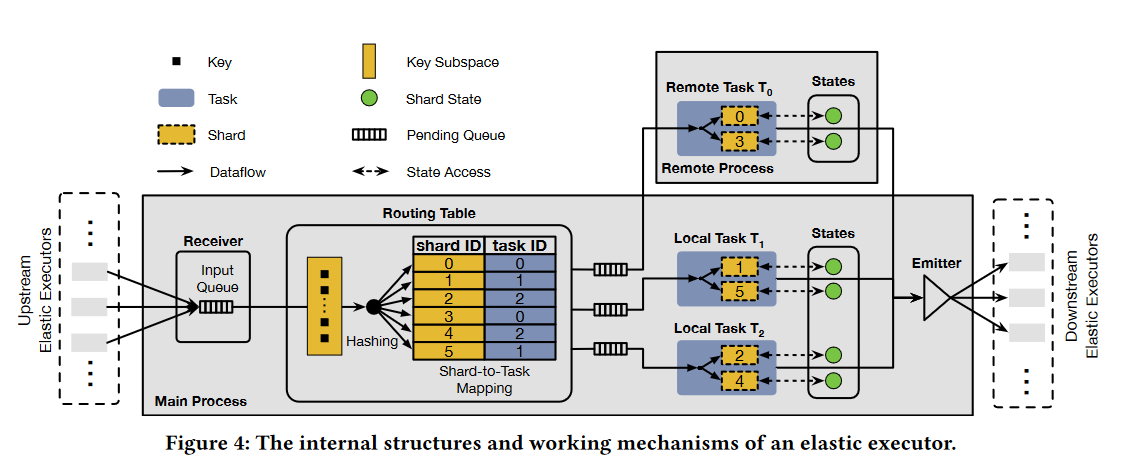 Key
Key Subspace
Task
Shard State
Shard
Pending Queue
Dataflow
State Access
Remote Task T0
States
0
3
Remote Process
Upstream
Elastic Executors
Receiver
Input
Queue
Routing Table
shard ID task ID
0 0
1 1
2 2
3 0
4 2
5 1
Hashing
Shard-to-Task
Mapping
Local Task T1
States
1
5
Local Task T2
2
4
Emitter
Downstream
Elastic Executors
Main Process
Figure 4: The internal structures and working mechanisms of an elastic executor.